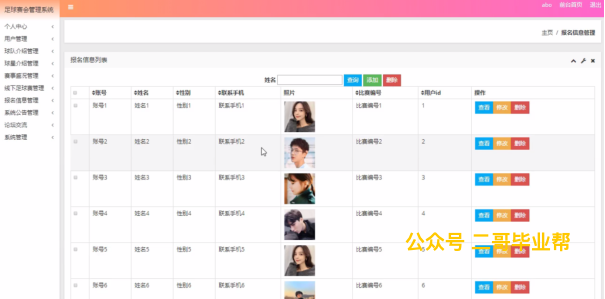 足球赛会管理系统
abo 前台首页 退出
个人中心
用户管理
球队介绍管理
球星介绍管理
赛事盛况管理
线下足球赛管理
报名信息管理
系统公告管理
论坛交流
系统管理
主页 / 报名信息管理
报名信息列表
姓名 查询 添加 删除
账号 姓名 性别 联系手机 照片 比赛编号 用户id 操作
账号1 姓名1 性别1 联系手机1 比赛编号1 1 查看 修改 删除
账号2 姓名2 性别2 联系手机2 比赛编号2 2 查看 修改 删除
账号3 姓名3 性别3 联系手机3 比赛编号3 3 查看 修改 删除
账号4 姓名4 性别4 联系手机4 比赛编号4 4 查看 修改 删除
公众号 二哥毕业帮
账号5 姓名5 性别5 联系手机5 比赛编号5 5 查看 修改 删除
账号6 姓名6 性别6 联系手机6 比赛编号6 6 查看 修改 删除